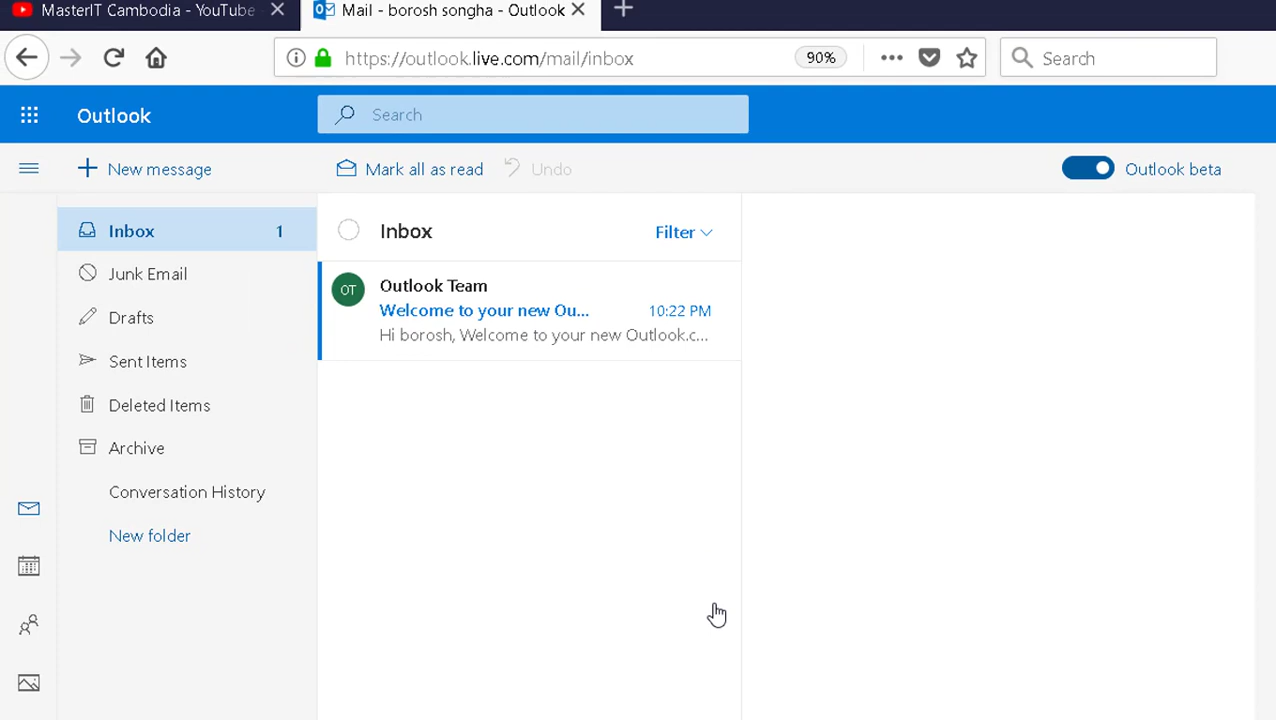 MasterIT Cambodia - YouTube
Mail - borosh songha - Outlook
https://outlook.live.com/mail/inbox
90%
Search
Outlook
Search
New message
Mark all as read
Undo
Outlook beta
Inbox 1
Junk Email
Drafts
Sent Items
Deleted Items
Archive
Conversation History
New folder
Inbox
Filter
OT
Outlook Team
Welcome to your new Ou... 10:22 PM
Hi borosh, Welcome to your new Outlook.c...